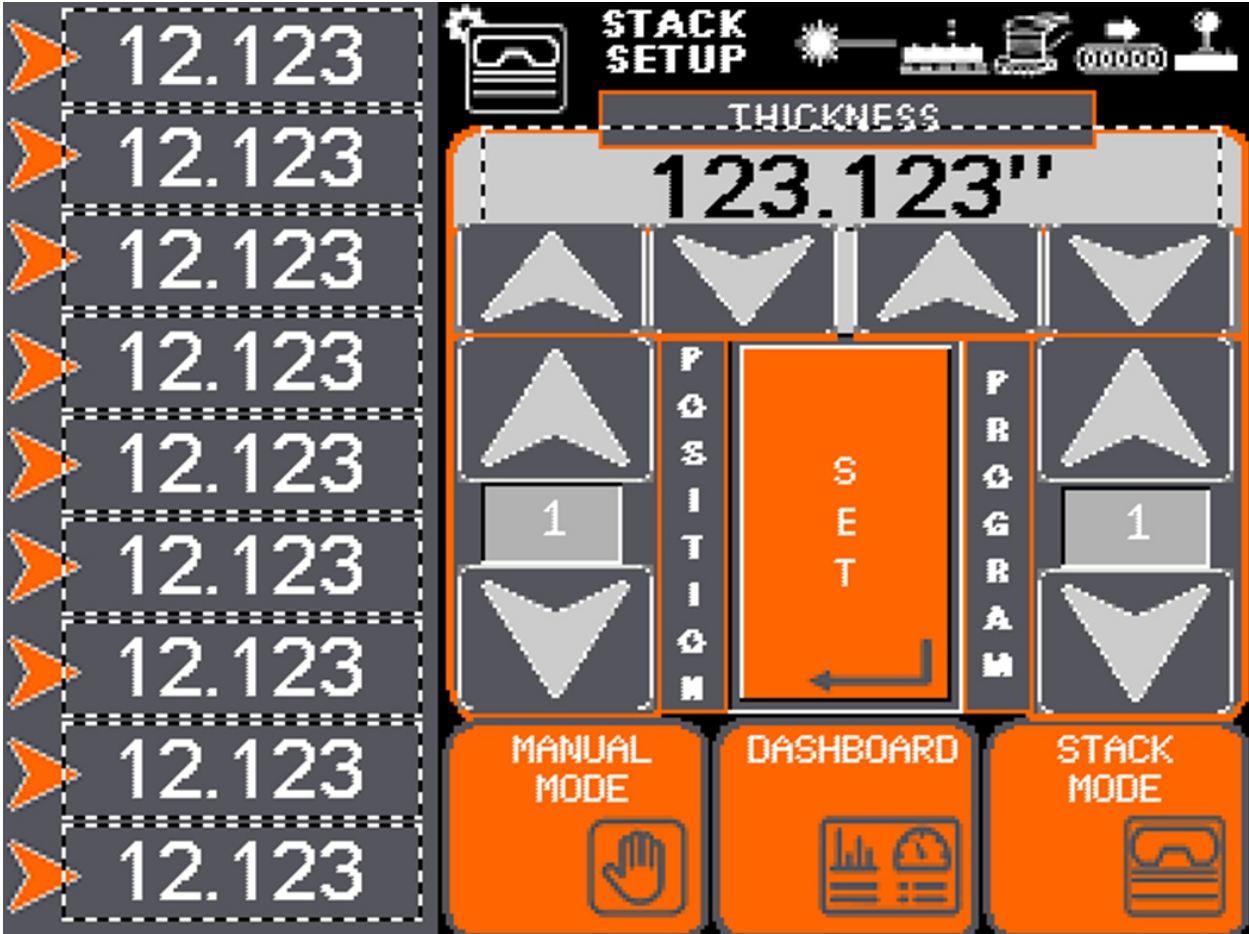 12.123
12.123
12.123
12.123
12.123
12.123
12.123
12.123
12.123
STACK
SETUP
THICKNESS
123.123"
POSITION
1
SET
PROGRAM
1
MANUAL
MODE
DASHBOARD
STACK
MODE